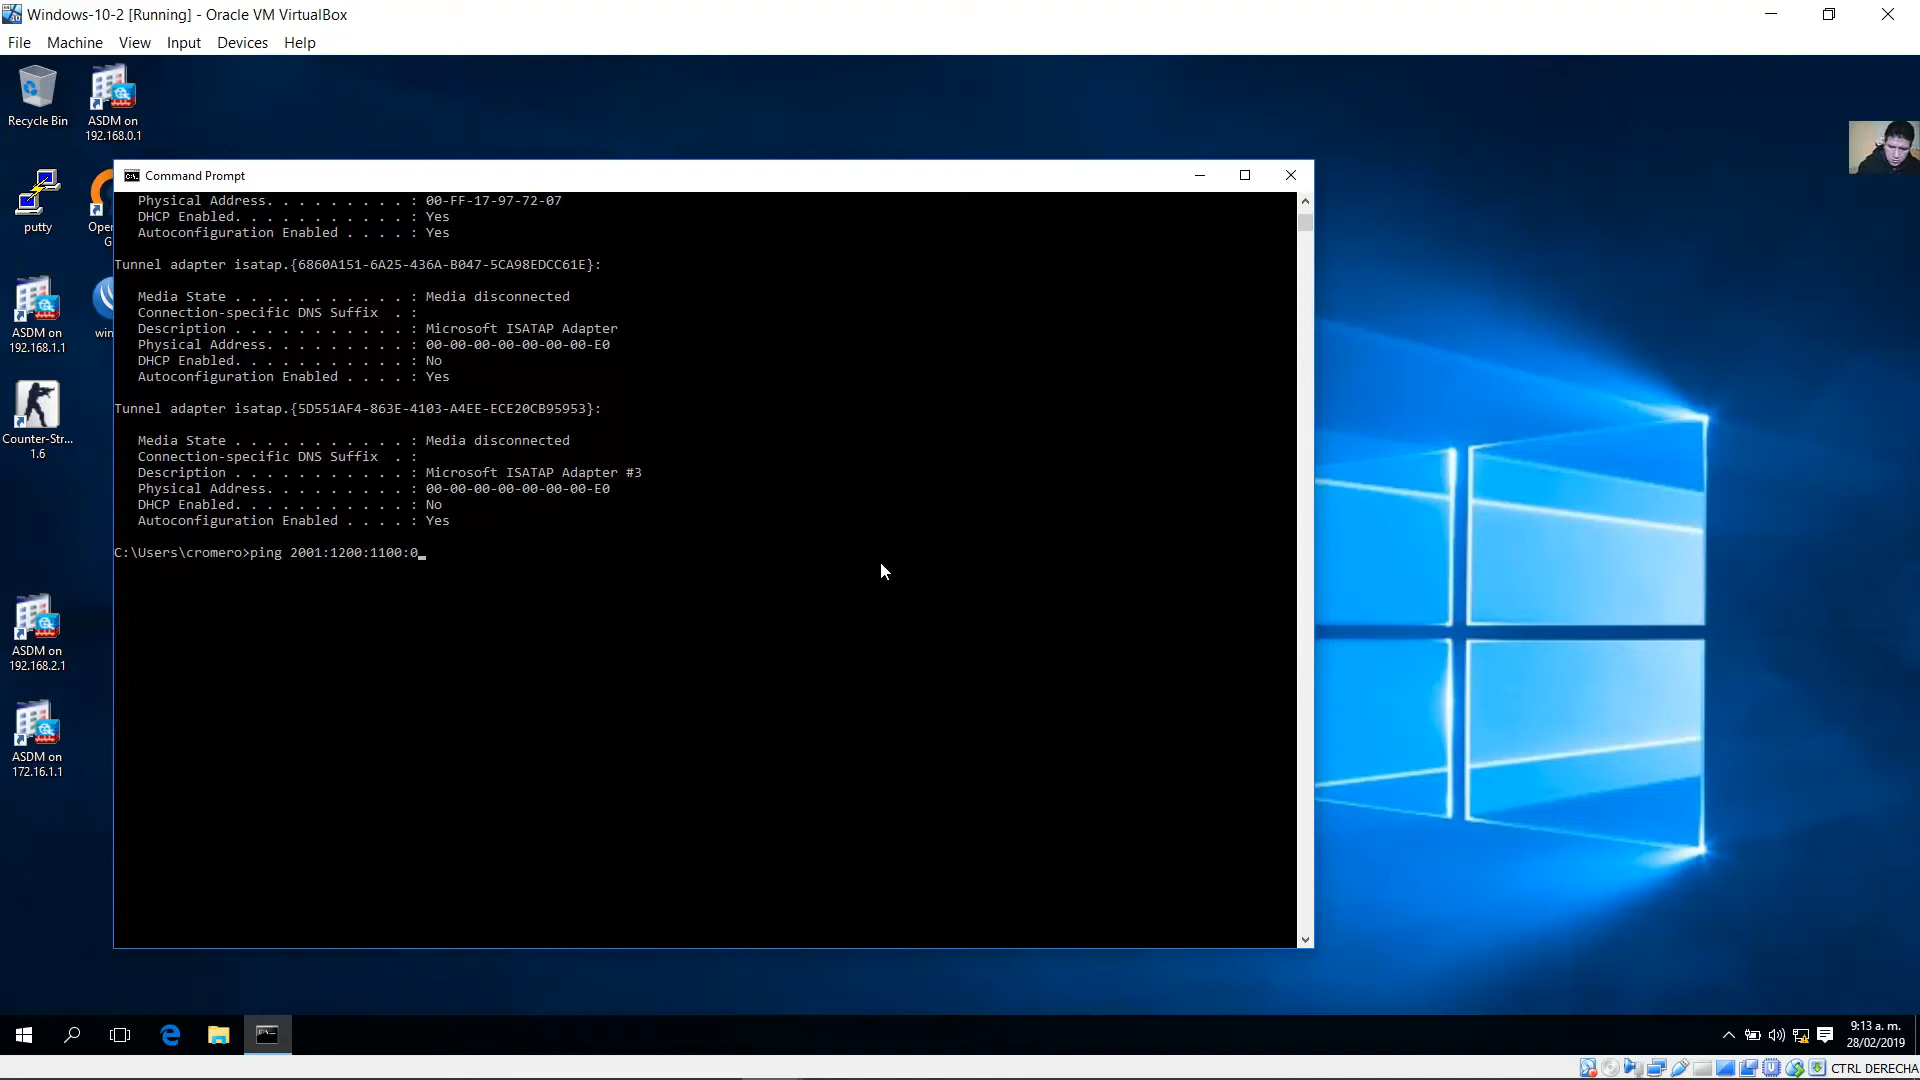 Windows-10-2 [Running] - Oracle VM VirtualBox
File Machine View Input Devices Help
Recycle Bin
ASDM on
192.168.0.1
putty
Open
G
ASDM on
192.168.1.1
win
Counter-Str...
1.6
ASDM on
192.168.2.1
ASDM on
172.16.1.1
Command Prompt
Physical Address. . . . . . . . . : 00-FF-17-97-72-07
DHCP Enabled. . . . . . . . . . . : Yes
Autoconfiguration Enabled . . . . : Yes
Tunnel adapter isatap.{6860A151-6A25-436A-B047-5CA98EDCC61E}:
Media State . . . . . . . . . . . : Media disconnected
Connection-specific DNS Suffix  . :
Description . . . . . . . . . . . : Microsoft ISATAP Adapter
Physical Address. . . . . . . . . : 00-00-00-00-00-00-00-E0
DHCP Enabled. . . . . . . . . . . : No
Autoconfiguration Enabled . . . . : Yes
Tunnel adapter isatap.{5D551AF4-863E-4103-A4EE-ECE20CB95953}:
Media State . . . . . . . . . . . : Media disconnected
Connection-specific DNS Suffix  . :
Description . . . . . . . . . . . : Microsoft ISATAP Adapter #3
Physical Address. . . . . . . . . : 00-00-00-00-00-00-00-E0
DHCP Enabled. . . . . . . . . . . : No
Autoconfiguration Enabled . . . . : Yes
C:\Users\cromero>ping 2001:1200:1100:0_
9:13 a. m.
28/02/2019
CTRL DERECHA